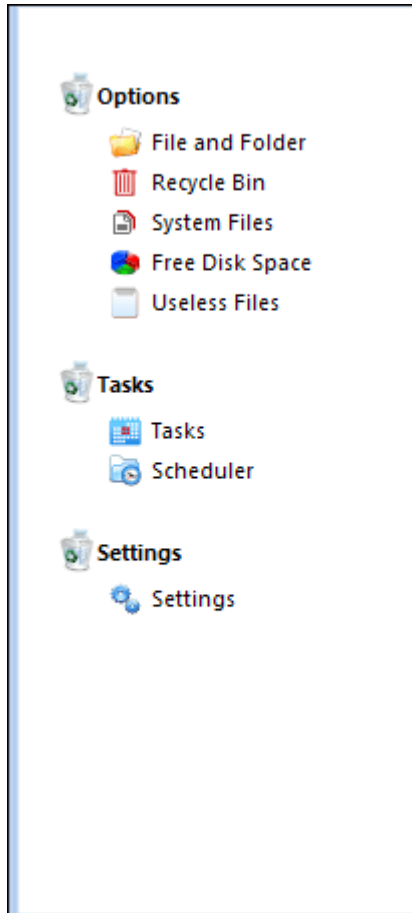 Options
File and Folder
Recycle Bin
System Files
Free Disk Space
Useless Files
Tasks
Tasks
Scheduler
Settings
Settings